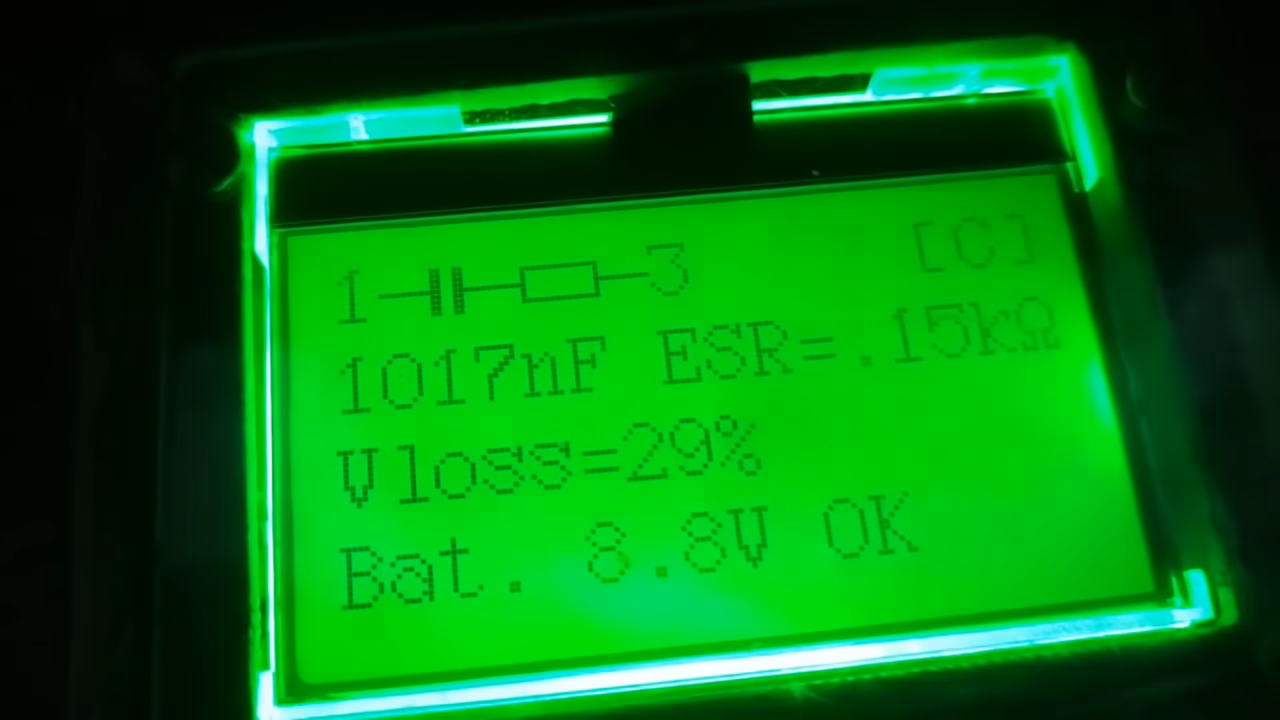 1 3 [C]
1017nF ESR=.15kΩ
Vloss=29%
Bat. 8.8V OK